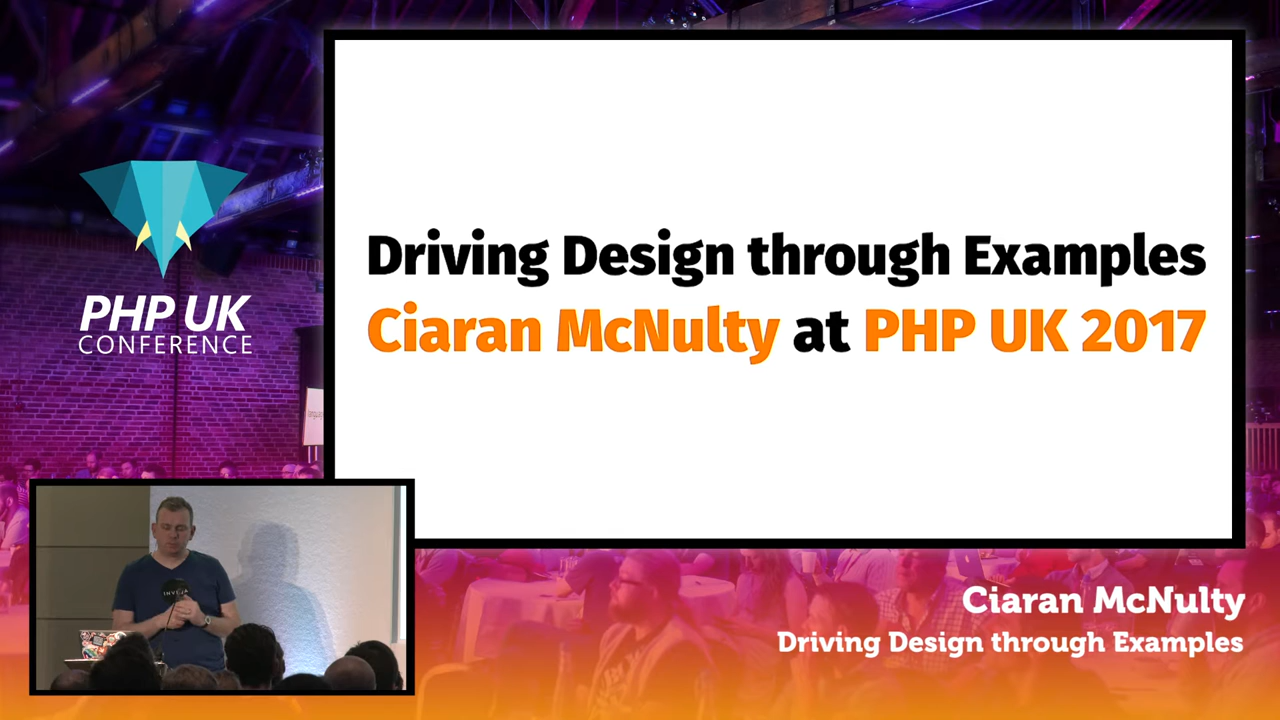 Driving Design through Examples
Ciaran McNulty at PHP UK 2017
PHP UK
CONFERENCE
Ciaran McNulty
Driving Design through Examples